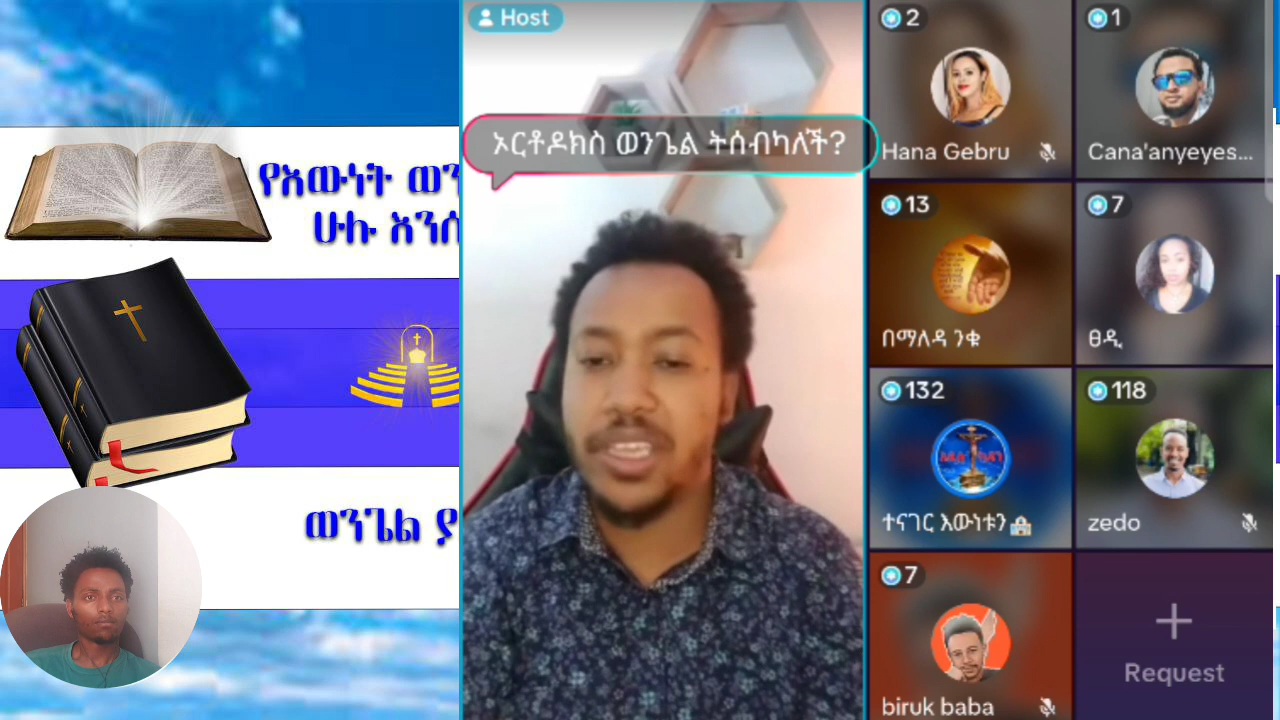 የእውነት ወን
ሁሉ እንሰ
ወንጌል ያ
Host
ኦርቶዶክስ ወንጌል ትሰብካለች?
2
Hana Gebru
1
Cana'anyeyes...
13
በማለዳ ንቁ
7
ፀዲ
132
ተናገር እውነቱን
118
zedo
7
biruk baba
+
Request